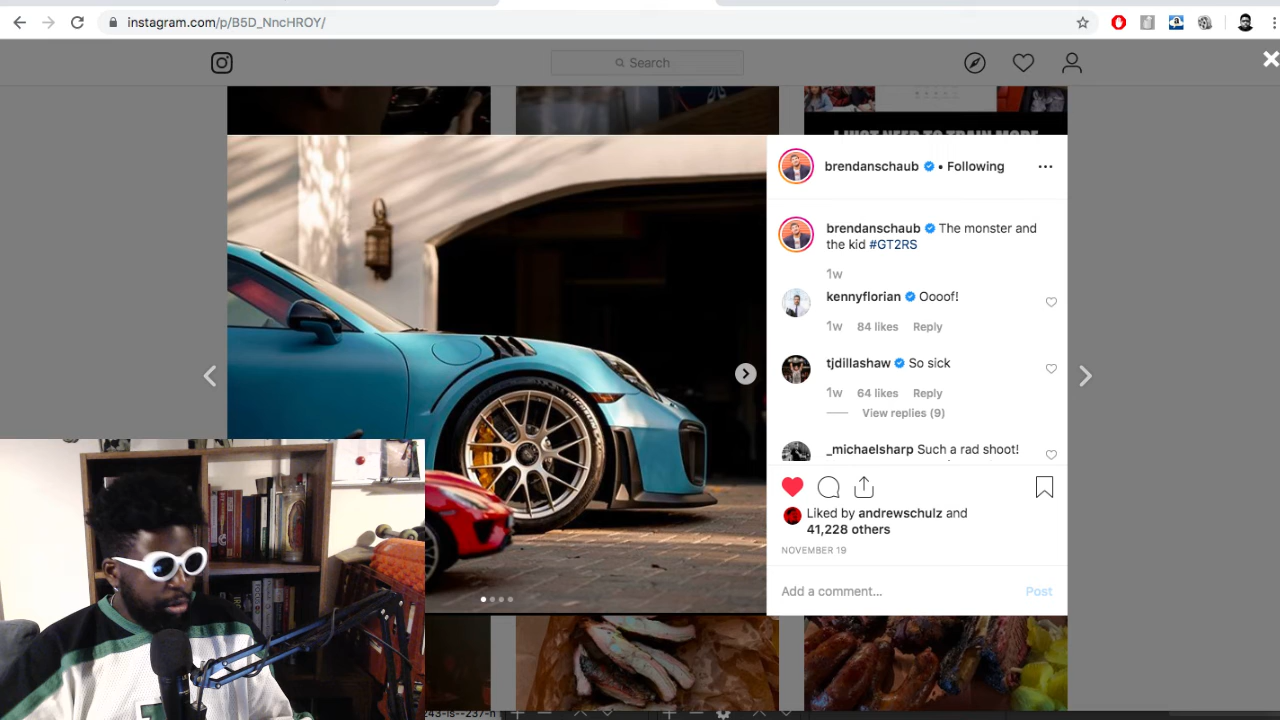 instagram.com/p/B5D_NncHROY/
Search
brendanschaub • Following
brendanschaub The monster and
the kid #GT2RS
1w
kennyflorian Oooof!
1w 84 likes Reply
tjdillashaw So sick
1w 64 likes Reply
View replies (9)
_michaelsharp Such a rad shoot!
Liked by andrewschulz and
41,228 others
NOVEMBER 19
Add a comment... Post